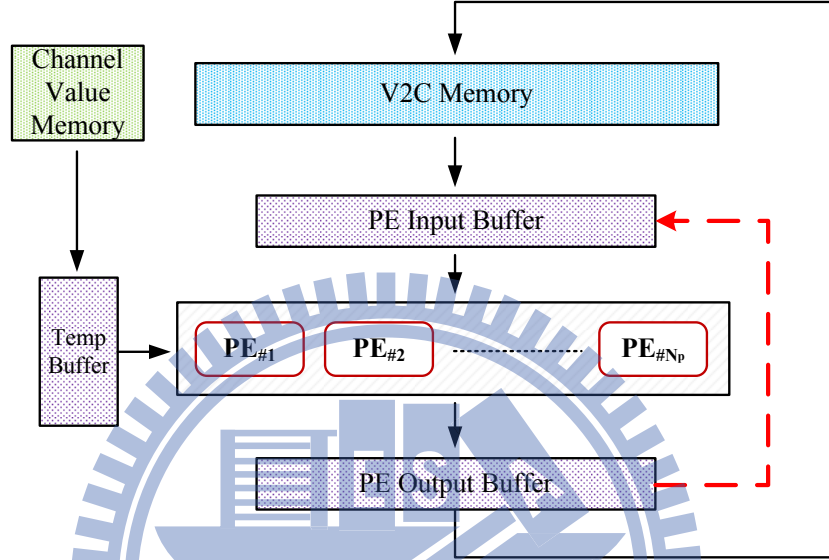 Channel
Value
Memory
V2C Memory
PE Input Buffer
Temp
Buffer
PE#1
PE#2
PE#Np
PE Output Buffer
ES